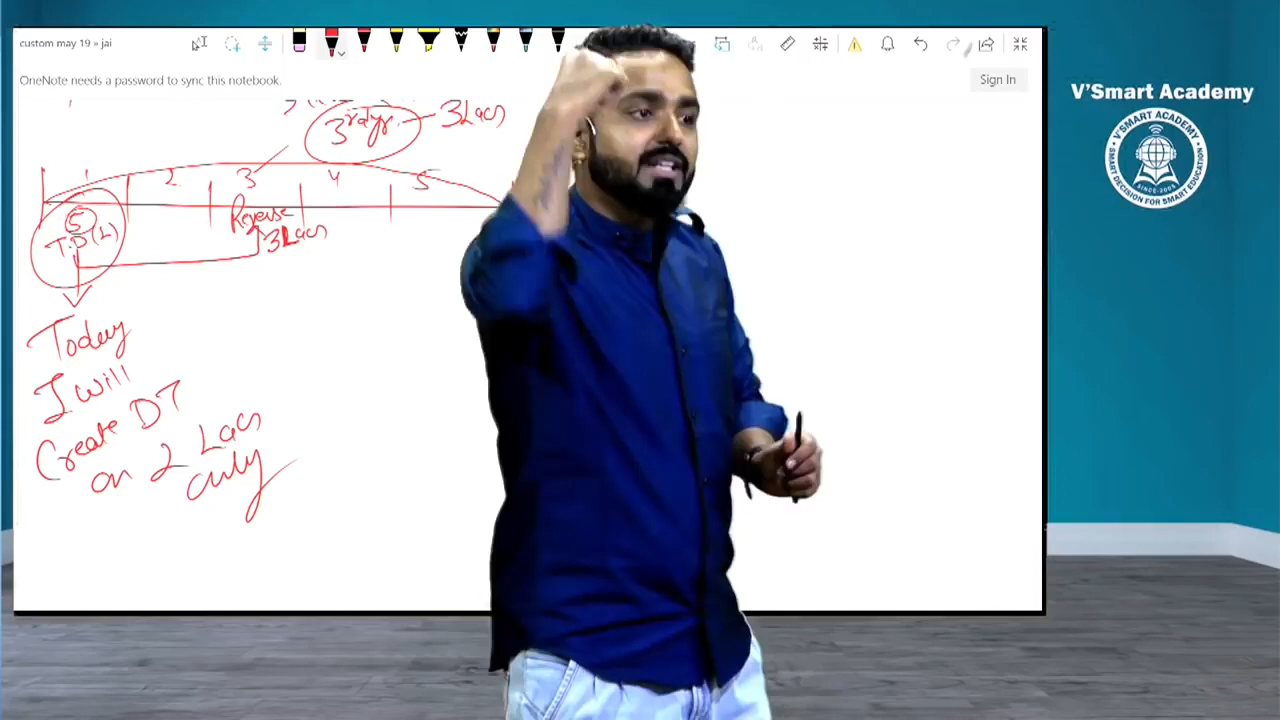 custom may 19 » jai
OneNote needs a password to sync this notebook.
Sign In
V'Smart Academy
V'SMART ACADEMY
SINCE-2005
SMART DECISION FOR SMART EDUCATION
3rd yr. — 3Lacs
1 2 3 4 5
Reverse
3Lacs
5
T.D (L)
Today
I will
Create DT
on 2 Lacs
only